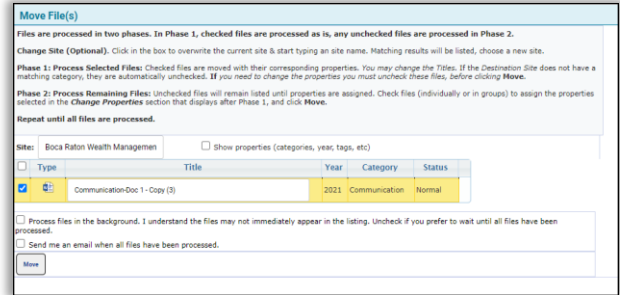 Move File(s)
Files are processed in two phases. In Phase 1, checked files are processed as is, any unchecked files are processed in Phase 2.
Change Site (Optional). Click in the box to overwrite the current site & start typing an site name. Matching results will be listed, choose a new site.
Phase 1: Process Selected Files: Checked files are moved with their corresponding properties. You may change the Titles. If the Destination Site does not have a
matching category, they are automatically unchecked. If you need to change the properties you must uncheck these files, before clicking Move.
Phase 2: Process Remaining Files: Unchecked files will remain listed until properties are assigned. Check files (individually or in groups) to assign the properties
selected in the Change Properties section that displays after Phase 1, and click Move.
Repeat until all files are processed.
Site: Boca Raton Wealth Managemen Show properties (categories, year, tags, etc)
Type Title Year Category Status
Communication-Doc 1 - Copy (3) 2021 Communication Normal
Process files in the background. I understand the files may not immediately appear in the listing. Uncheck if you prefer to wait until all files have been
processed.
Send me an email when all files have been processed.
Move